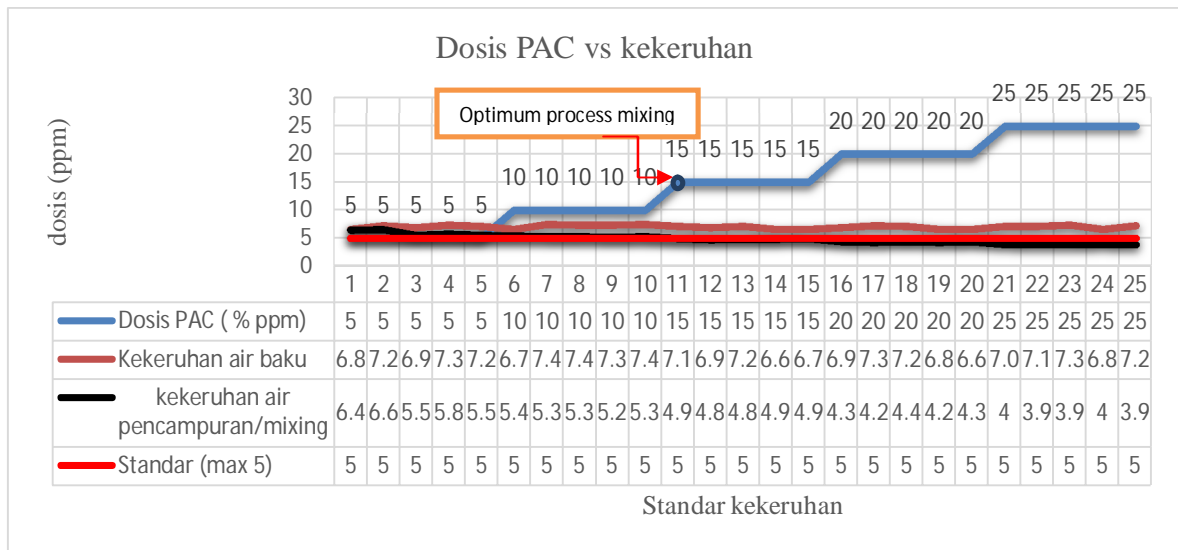 Dosis PAC vs kekeruhan
Optimum process mixing
dosis (ppm)
30
25
20
15
10
5
0
5 5 5 5 5 10 10 10 10 10 15 15 15 15 15 20 20 20 20 20 25 25 25 25 25
1 2 3 4 5 6 7 8 9 10 11 12 13 14 15 16 17 18 19 20 21 22 23 24 25
Dosis PAC ( % ppm) 5 5 5 5 5 10 10 10 10 10 15 15 15 15 15 20 20 20 20 20 25 25 25 25 25
Kekeruhan air baku 6.8 7.2 6.9 7.3 7.2 6.7 7.4 7.4 7.3 7.4 7.1 6.9 7.2 6.6 6.7 6.9 7.3 7.2 6.8 6.6 7.0 7.1 7.3 6.8 7.2
kekeruhan air
pencampuran/mixing 6.4 6.6 5.5 5.8 5.5 5.4 5.3 5.3 5.2 5.3 4.9 4.8 4.8 4.9 4.9 4.3 4.2 4.4 4.2 4.3 4 3.9 3.9 4 3.9
Standar (max 5) 5 5 5 5 5 5 5 5 5 5 5 5 5 5 5 5 5 5 5 5 5 5 5 5 5
Standar kekeruhan